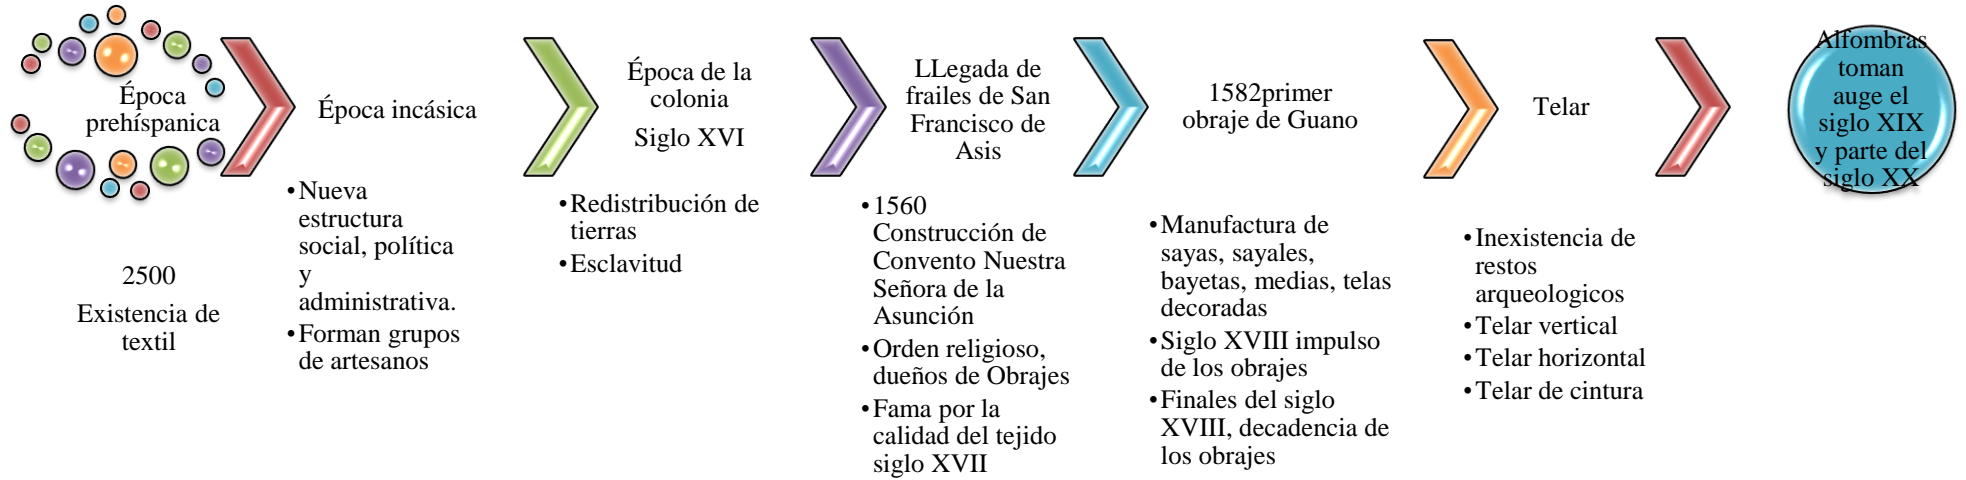 Época
prehíspanica
2500
Existencia de
textil
Época incásica
•Nueva
estructura
social, política
y
administrativa.
•Forman grupos
de artesanos
Época de la
colonia
Siglo XVI
•Redistribución de
tierras
•Esclavitud
LLegada de
frailes de San
Francisco de
Asis
•1560
Construcción de
Convento Nuestra
Señora de la
Asunción
•Orden religioso,
dueños de Obrajes
•Fama por la
calidad del tejido
siglo XVII
1582primer
obraje de Guano
•Manufactura de
sayas, sayales,
bayetas, medias, telas
decoradas
•Siglo XVIII impulso
de los obrajes
•Finales del siglo
XVIII, decadencia de
los obrajes
Telar
•Inexistencia de
restos
arqueologicos
•Telar vertical
•Telar horizontal
•Telar de cintura
Alfombras
toman
auge el
siglo XIX
y parte del
siglo XX